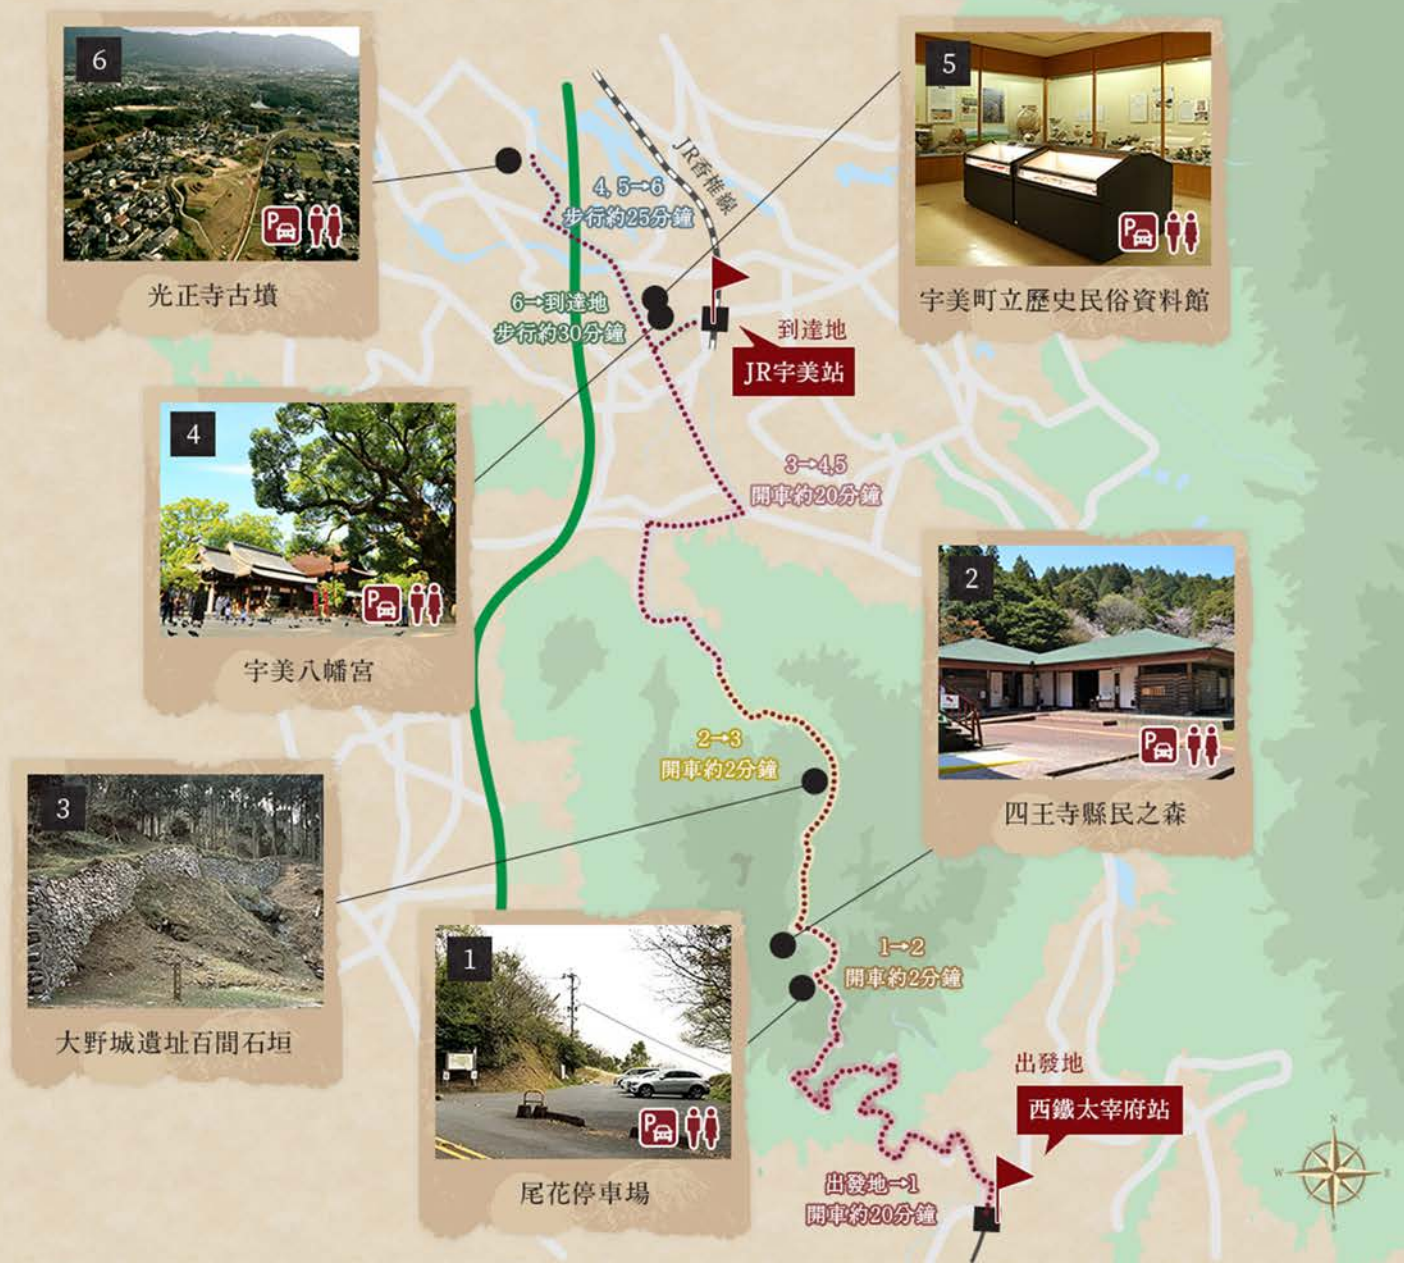 6
光正寺古墳
5
宇美町立歷史民俗資料館
JR香椎線
4, 5→6
步行約25分鐘
6→到達地
步行約30分鐘
到達地
JR宇美站
4
宇美八幡宮
3→4,5
開車約20分鐘
2
四王寺縣民之森
2→3
開車約2分鐘
3
大野城遺址百間石垣
1
尾花停車場
1→2
開車約2分鐘
出發地
西鐵太宰府站
出發地→1
開車約20分鐘
N
W
E
S
P
P
P
P
P